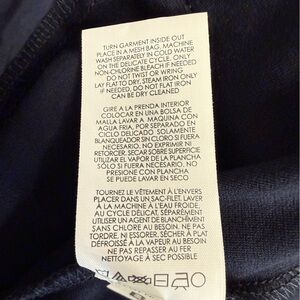 TURN GARMENT INSIDE OUT
PLACE IN A MESH BAG, MACHINE
WASH SEPARATELY IN COLD WATER
ON THE DELICATE CYCLE. ONLY
NON-CHLORINE BLEACH IF NEEDED
DO NOT TWIST OR WRING
LAY FLAT TO DRY, STEAM IRON ONLY
IF NEEDED. DO NOT FLAT IRON
CAN BE DRY CLEANED
GIRE A LA PRENDA INTERIOR
COLOCAR EN UNA BOLSA DE
MALLA LAVAR A. MAQUINA CON
AGUA FRIA, POR SEPARADO EN
CICLO DELICADO SOLAMENTE
BLANQUEADOR SIN CLORO SI FUERA
NECESARIO. NO EXPRIMIR NI
RETORCER. SECAR SOBRE SUPERFICIE
UTILIZAR EL VAPOR DE LA PLANCHA
SÓLO SI FUERA NECESARIO. NO
PRESIONE CON PLANCHA
SE PUEDE LAVAR EN SECO
TOURNEZ LE VÊTEMENT À L'ENVERS
PLACER DANS UN SAC-FILET. LAVER
À LA MACHINE À L'EAU FROIDE,
AU CYCLE DÉLICAT. SÉPARÉMENT
UTILISER UN AGENT DE BLANCHIMENT
SANS CHLORE AU BESOIN. NE PAS
TORDRE, NI ESSORER. SÉCHER À PLAT
DÉFROISSÉ À LA VAPEUR AU BESOIN
NE PAS REPASSER AU FER
NETTOYAGE À SEC POSSIBLE